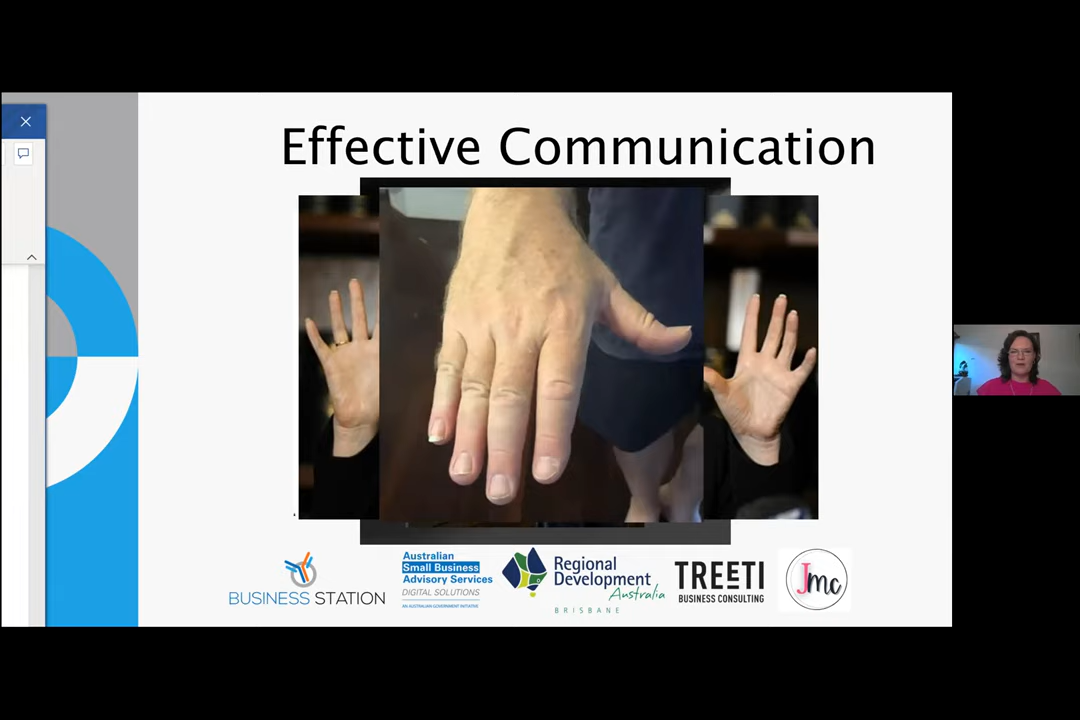 Effective Communication
BUSINESS STATION
Australian
Small Business
Advisory Services
DIGITAL SOLUTIONS
AN AUSTRALIAN GOVERNMENT INITIATIVE
Regional
Development
Australia
BRISBANE
TREETI
BUSINESS CONSULTING
Jmc